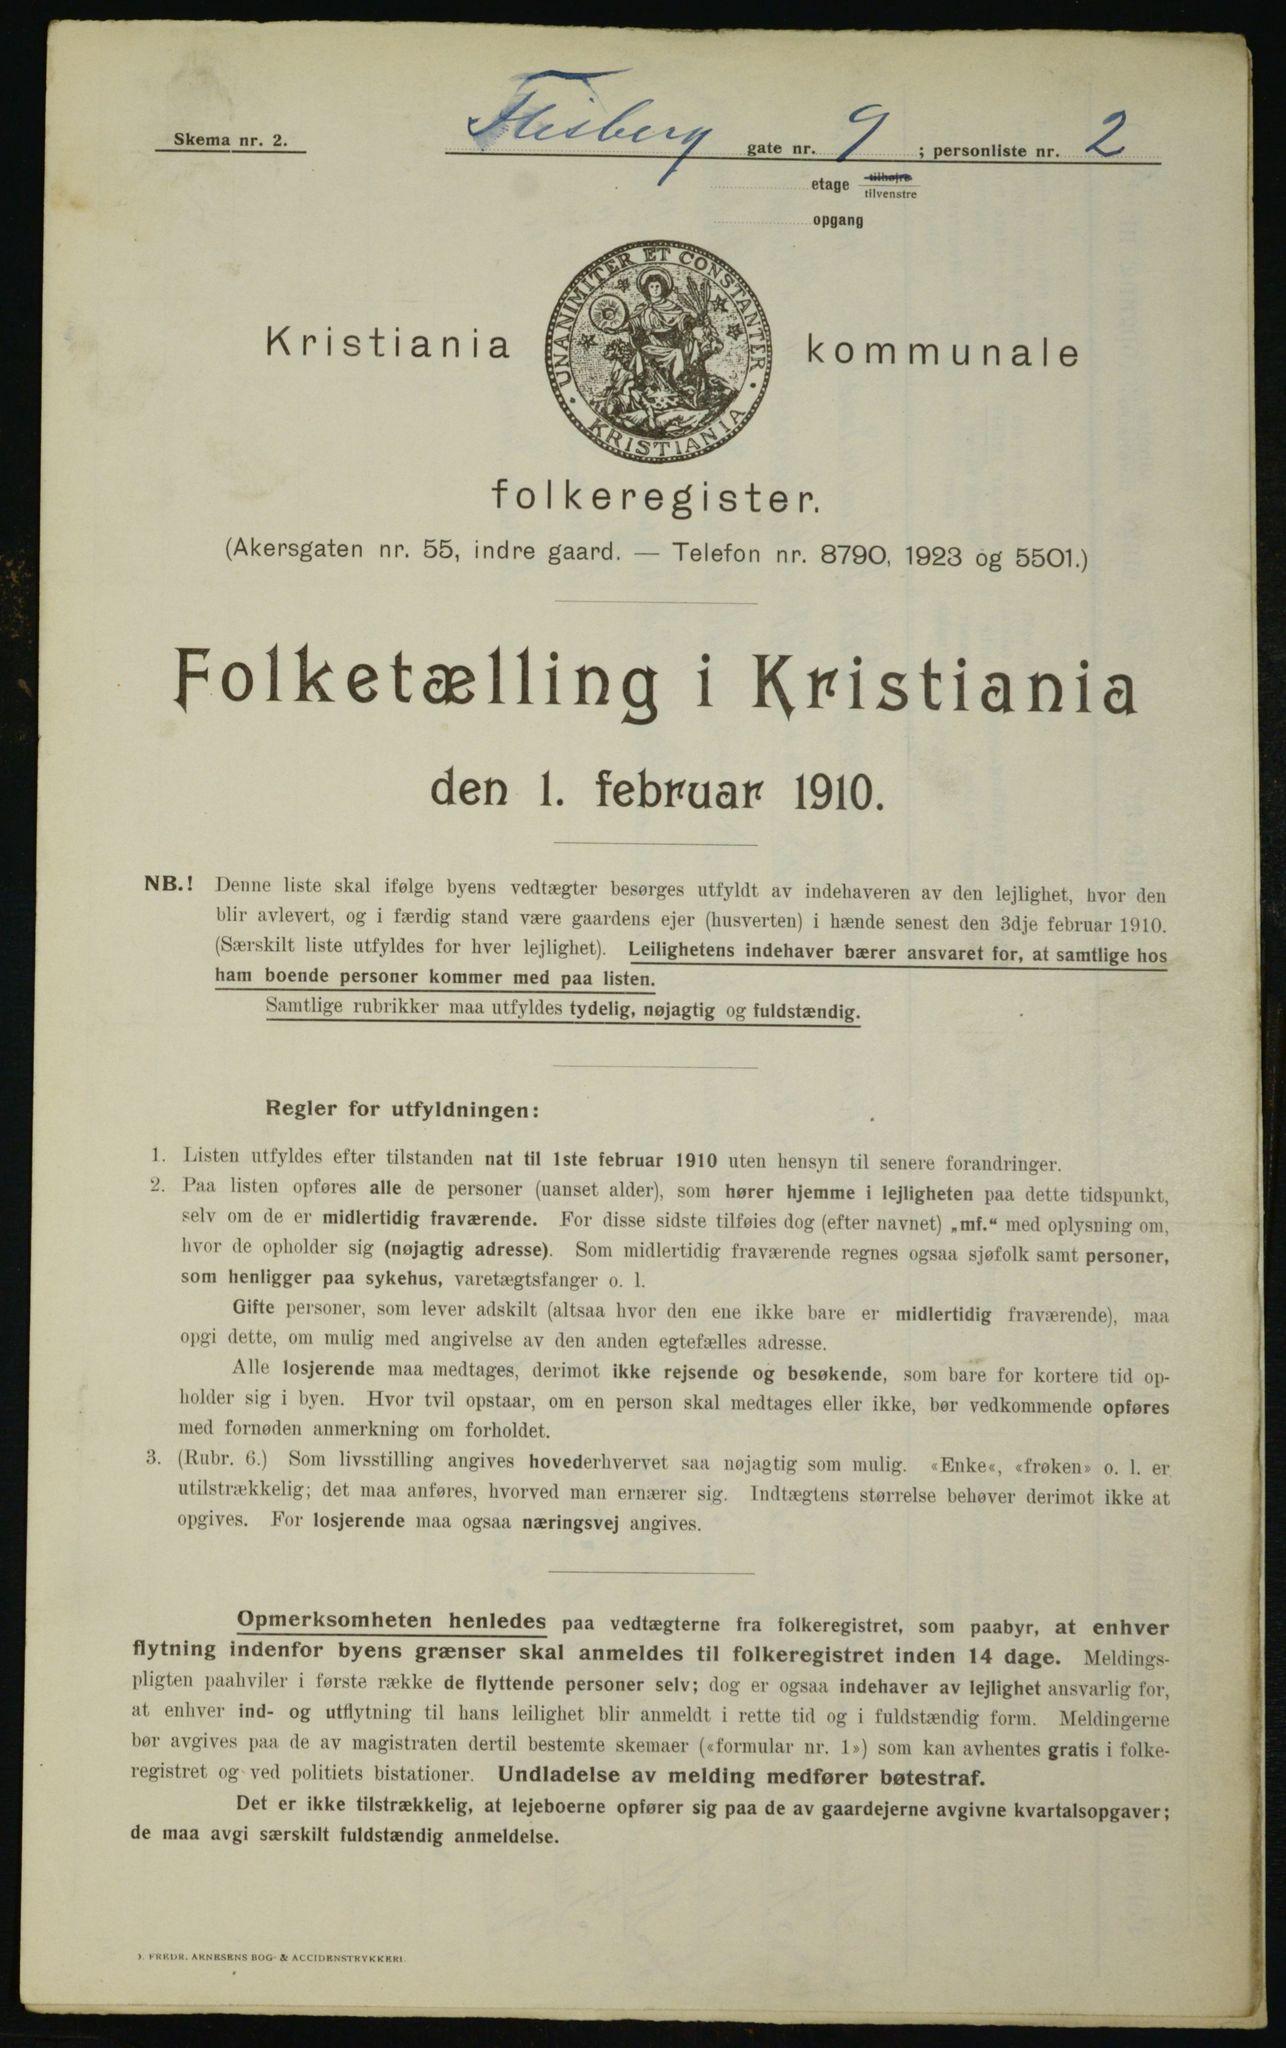 Skema nr. 2.
Flisberg gate nr. 9 ; personliste nr. 2
etage tilhøjre
tilvenstre
opgang
UNANIMITER ET CONSTANTER
KRISTIANIA
Kristiania kommunale
folkeregister.
(Akersgaten nr. 55, indre gaard. — Telefon nr. 8790, 1923 og 5501.)
Folketælling i Kristiania
den 1. februar 1910.
NB.! Denne liste skal ifølge byens vedtægter besørges utfyldt av indehaveren av den lejlighet, hvor den
blir avlevert, og i færdig stand være gaardens ejer (husverten) i hænde senest den 3dje februar 1910.
(Særskilt liste utfyldes for hver lejlighet). Leilighetens indehaver bærer ansvaret for, at samtlige hos
ham boende personer kommer med paa listen.
Samtlige rubrikker maa utfyldes tydelig, nøjagtig og fuldstændig.
Regler for utfyldningen:
1. Listen utfyldes efter tilstanden nat til 1ste februar 1910 uten hensyn til senere forandringer.
2. Paa listen opføres alle de personer (uanset alder), som hører hjemme i lejligheten paa dette tidspunkt,
selv om de er midlertidig fraværende. For disse sidste tilføies dog (efter navnet) „mf.“ med oplysning om,
hvor de opholder sig (nøjagtig adresse). Som midlertidig fraværende regnes ogsaa sjøfolk samt personer,
som henligger paa sykehus, varetægtsfanger o. l.
Gifte personer, som lever adskilt (altsaa hvor den ene ikke bare er midlertidig fraværende), maa
opgi dette, om mulig med angivelse av den anden egtefælles adresse.
Alle losjerende maa medtages, derimot ikke rejsende og besøkende, som bare for kortere tid op-
holder sig i byen. Hvor tvil opstaar, om en person skal medtages eller ikke, bør vedkommende opføres
med fornøden anmerkning om forholdet.
3. (Rubr. 6.) Som livsstilling angives hovederhvervet saa nøjagtig som mulig. «Enke«, «frøken» o. l. er
utilstrækkelig; det maa anføres, hvorved man ernærer sig. Indtægtens størrelse behøver derimot ikke at
opgives. For losjerende maa ogsaa næringsvej angives.
Opmerksomheten henledes paa vedtægterne fra folkeregistret, som paabyr, at enhver
flytning indenfor byens grænser skal anmeldes til folkeregistret inden 14 dage. Meldings-
pligten paahviler i første række de flyttende personer selv; dog er ogsaa indehaver av lejlighet ansvarlig for,
at enhver ind- og utflytning til hans leilighet blir anmeldt i rette tid og i fuldstændig form. Meldingerne
bør avgives paa de av magistraten dertil bestemte skemaer («formular nr. 1») som kan avhentes gratis i folke-
registret og ved politiets bistationer. Undladelse av melding medfører bøtestraf.
Det er ikke tilstrækkelig, at lejeboerne opfører sig paa de av gaardejerne avgivne kvartalsopgaver;
de maa avgi særskilt fuldstændig anmeldelse.
J. FREDR. ARNESENS BOG- & ACCIDENSTRYKKERI.